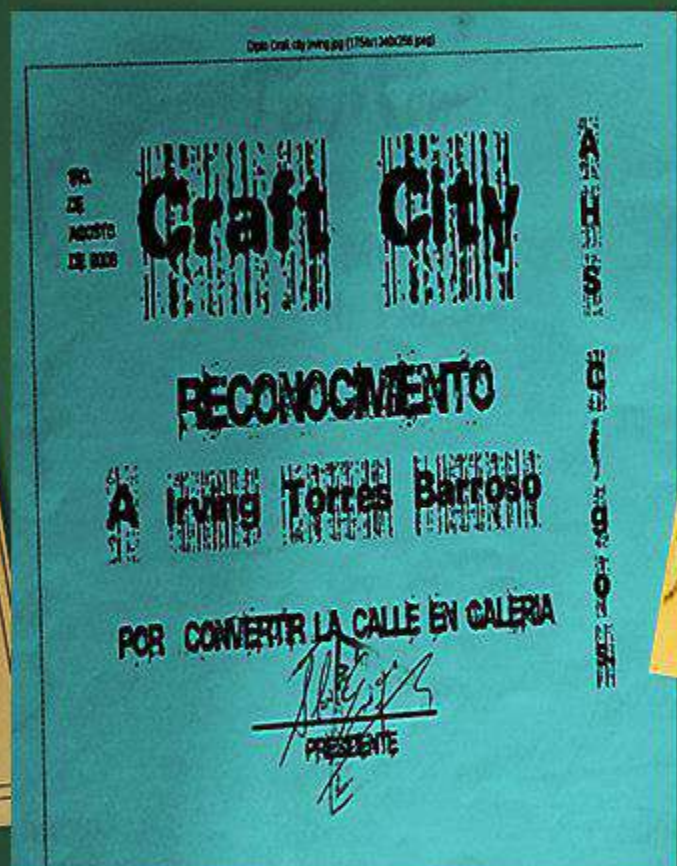 Craft City
DE
AGOSTO
DE
A H S C f g o s
RECONOCIMIENTO
A Irving Torres Barroso
POR CONVERTIR LA CALLE EN GALERIA
PRESIDENTE